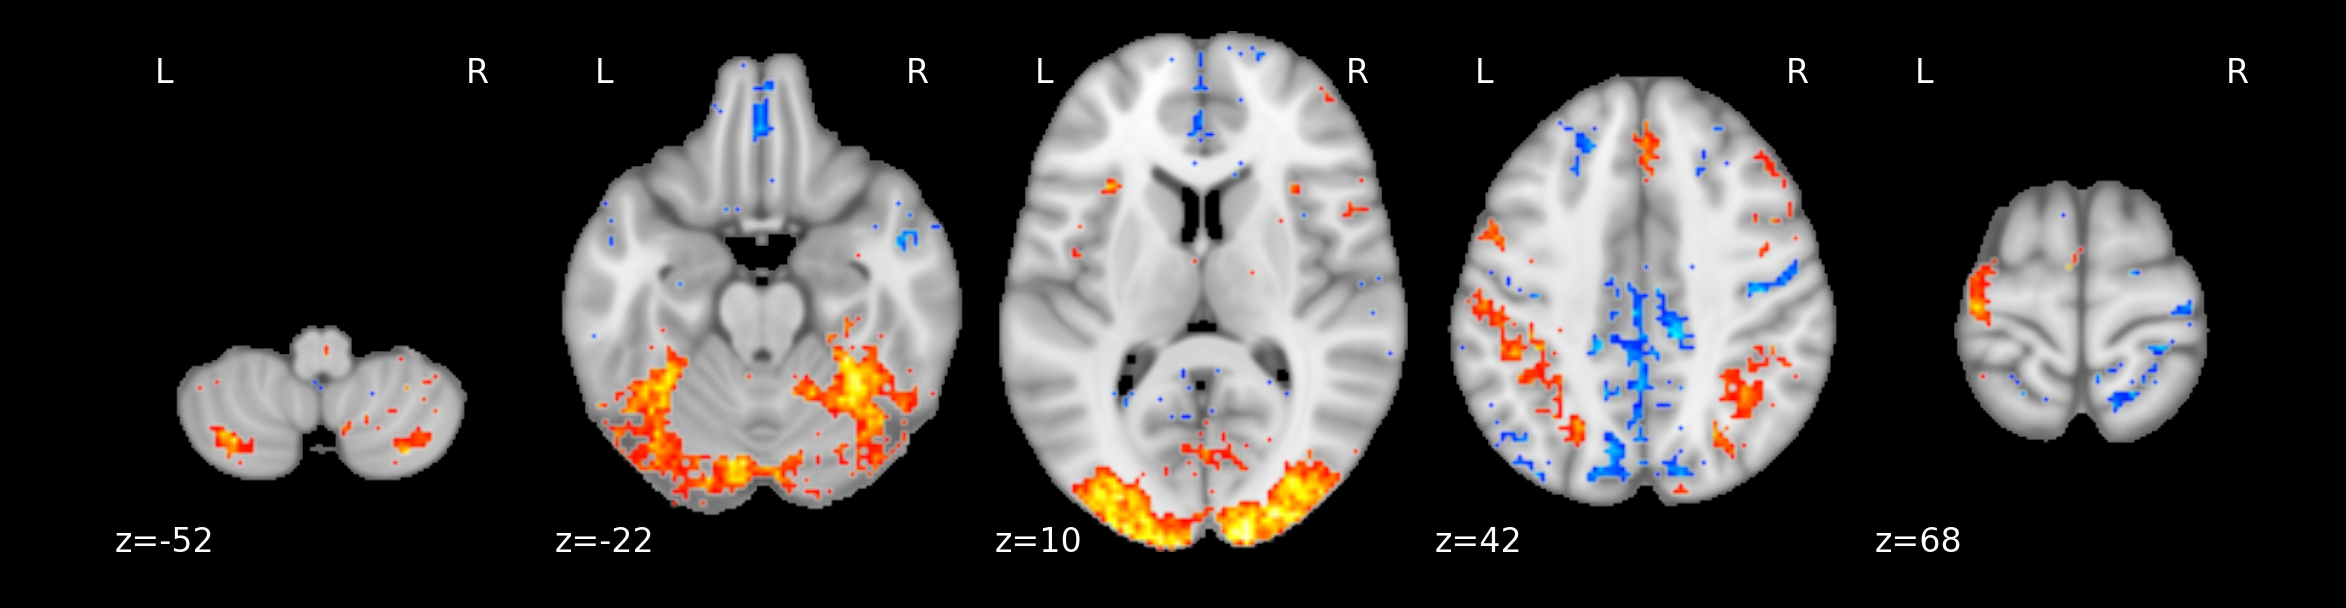 L R L R L R L R L R
z=-52 z=-22 z=10 z=42 z=68